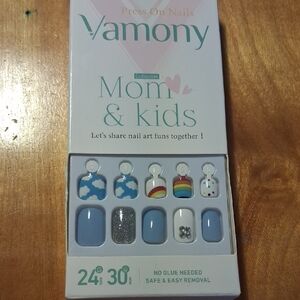 Press On Nails
Vamony
Collection
Mom
& kids
Let's share nail art funs together !
24 30
NO GLUE NEEDED
SAFE & EASY REMOVAL